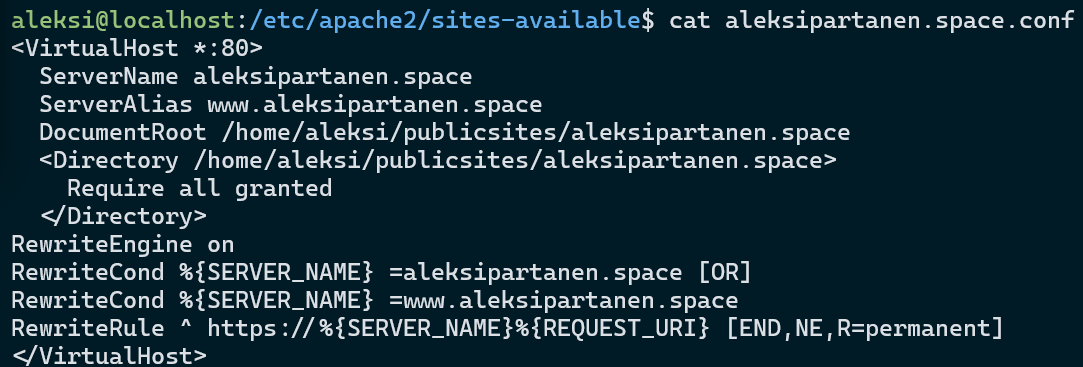 aleksi@localhost:/etc/apache2/sites-available$ cat aleksipartanen.space.conf
<VirtualHost *:80>
  ServerName aleksipartanen.space
  ServerAlias www.aleksipartanen.space
  DocumentRoot /home/aleksi/publicsites/aleksipartanen.space
  <Directory /home/aleksi/publicsites/aleksipartanen.space>
    Require all granted
  </Directory>
RewriteEngine on
RewriteCond %{SERVER_NAME} =aleksipartanen.space [OR]
RewriteCond %{SERVER_NAME} =www.aleksipartanen.space
RewriteRule ^ https://%{SERVER_NAME}%{REQUEST_URI} [END,NE,R=permanent]
</VirtualHost>